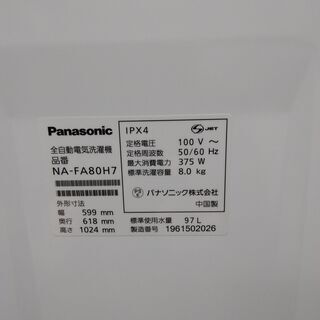 Panasonic
全自動電気洗濯機
品番
NA-FA80H7
外形寸法
幅 599 mm
奥行 618 mm
高さ 1024 mm
IPX4 JET
定格電圧 100 V ～
定格周波数 50/60 Hz
最大消費電力 375 W
標準洗濯容量 8.0 kg
パナソニック株式会社
中国製
標準使用水量 97 L
製造番号 1961502026